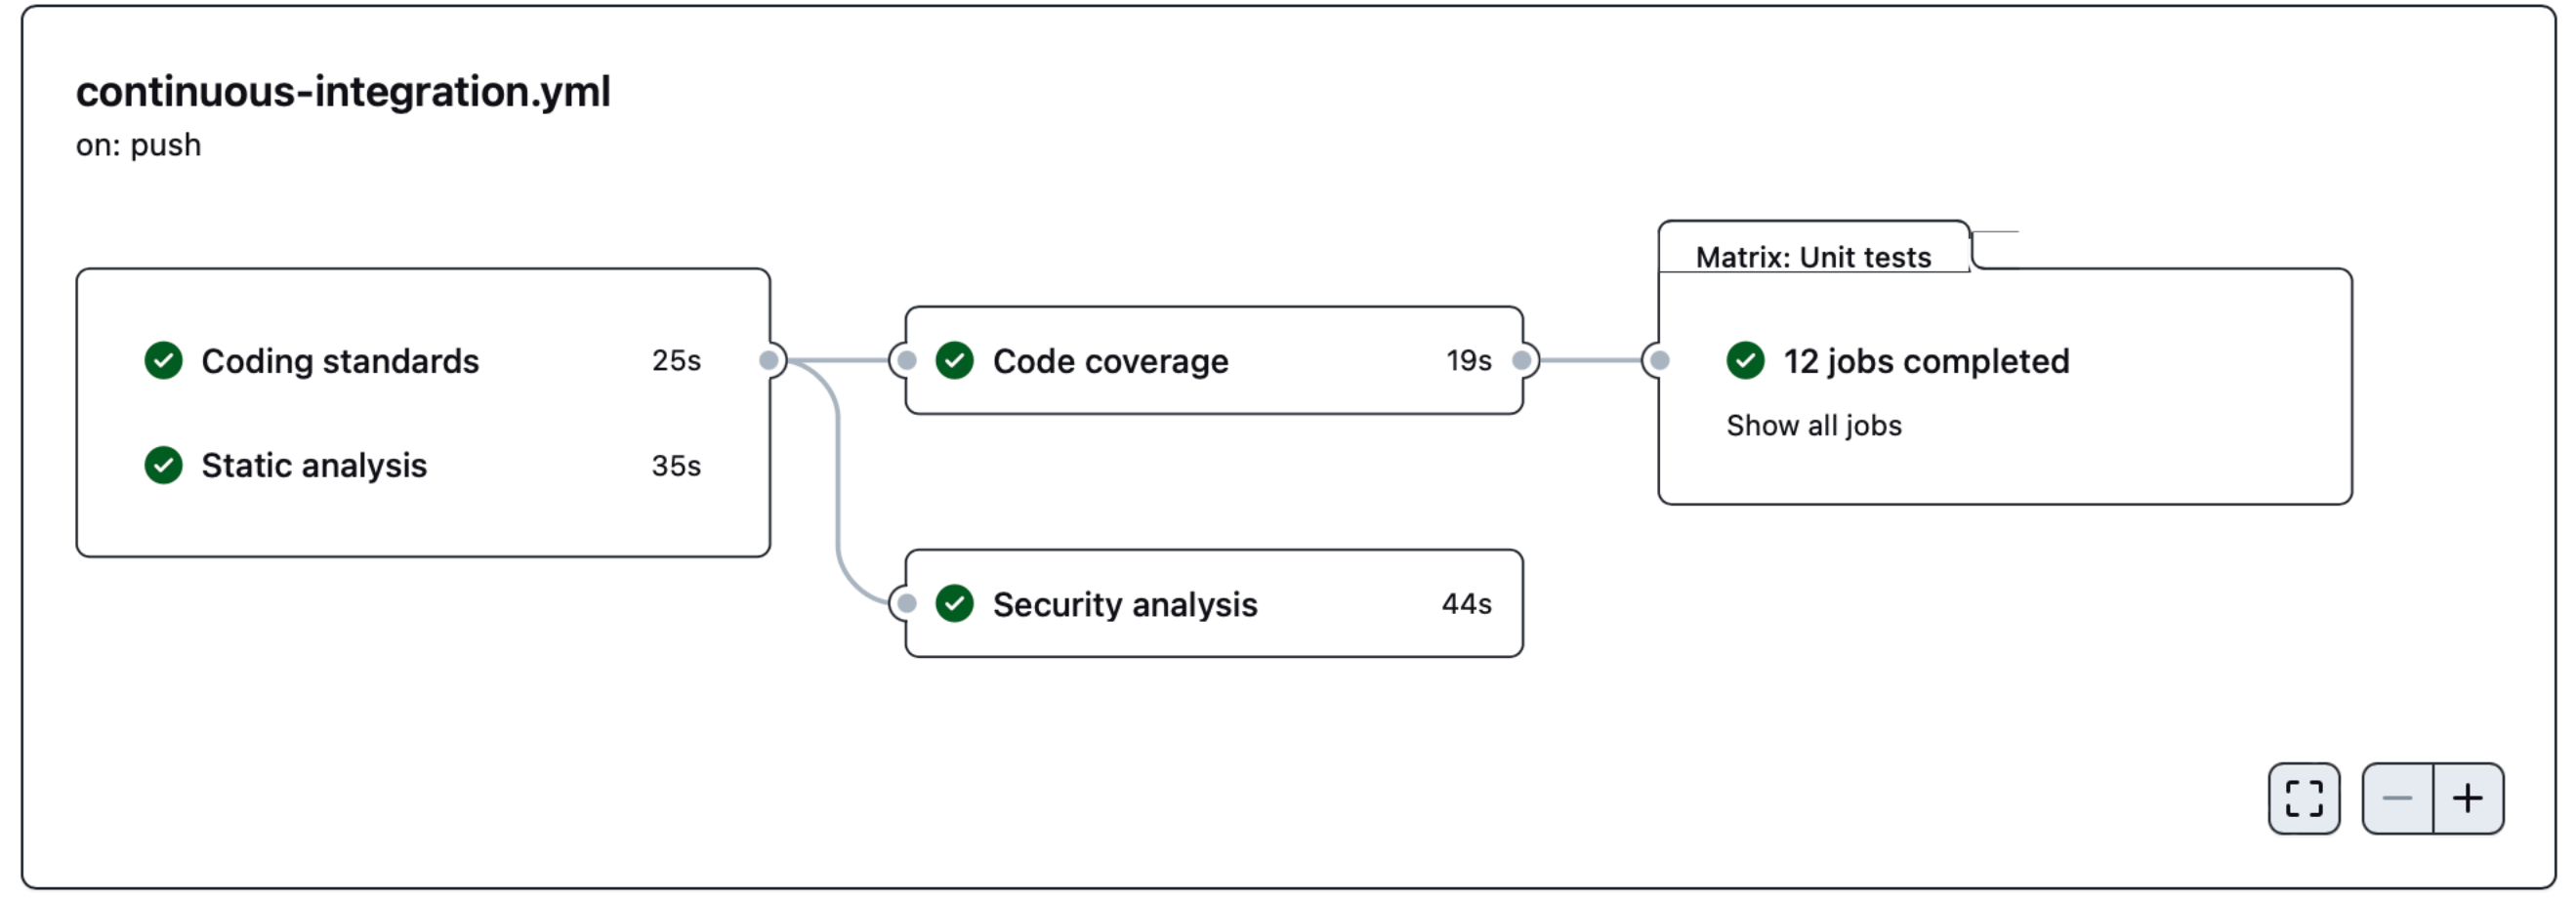 continuous-integration.yml
on: push
Coding standards 25s
Static analysis 35s
Code coverage 19s
Security analysis 44s
Matrix: Unit tests
12 jobs completed
Show all jobs